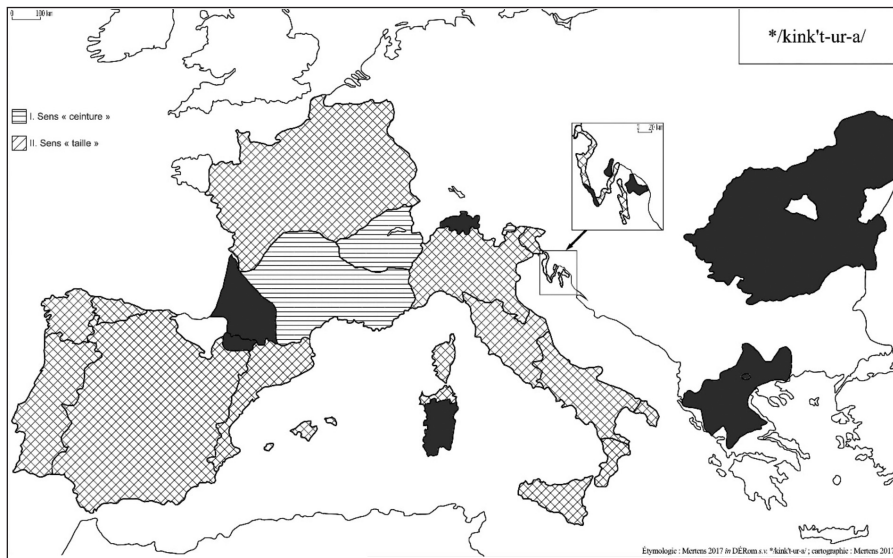 0 100 km
*/kink't-ur-a/
I. Sens « ceinture »
II. Sens « taille »
0 20 km
Étymologie : Mertens 2017 in DÉRom s.v. */kink't-ur-a/ ; cartographie : Mertens 2017